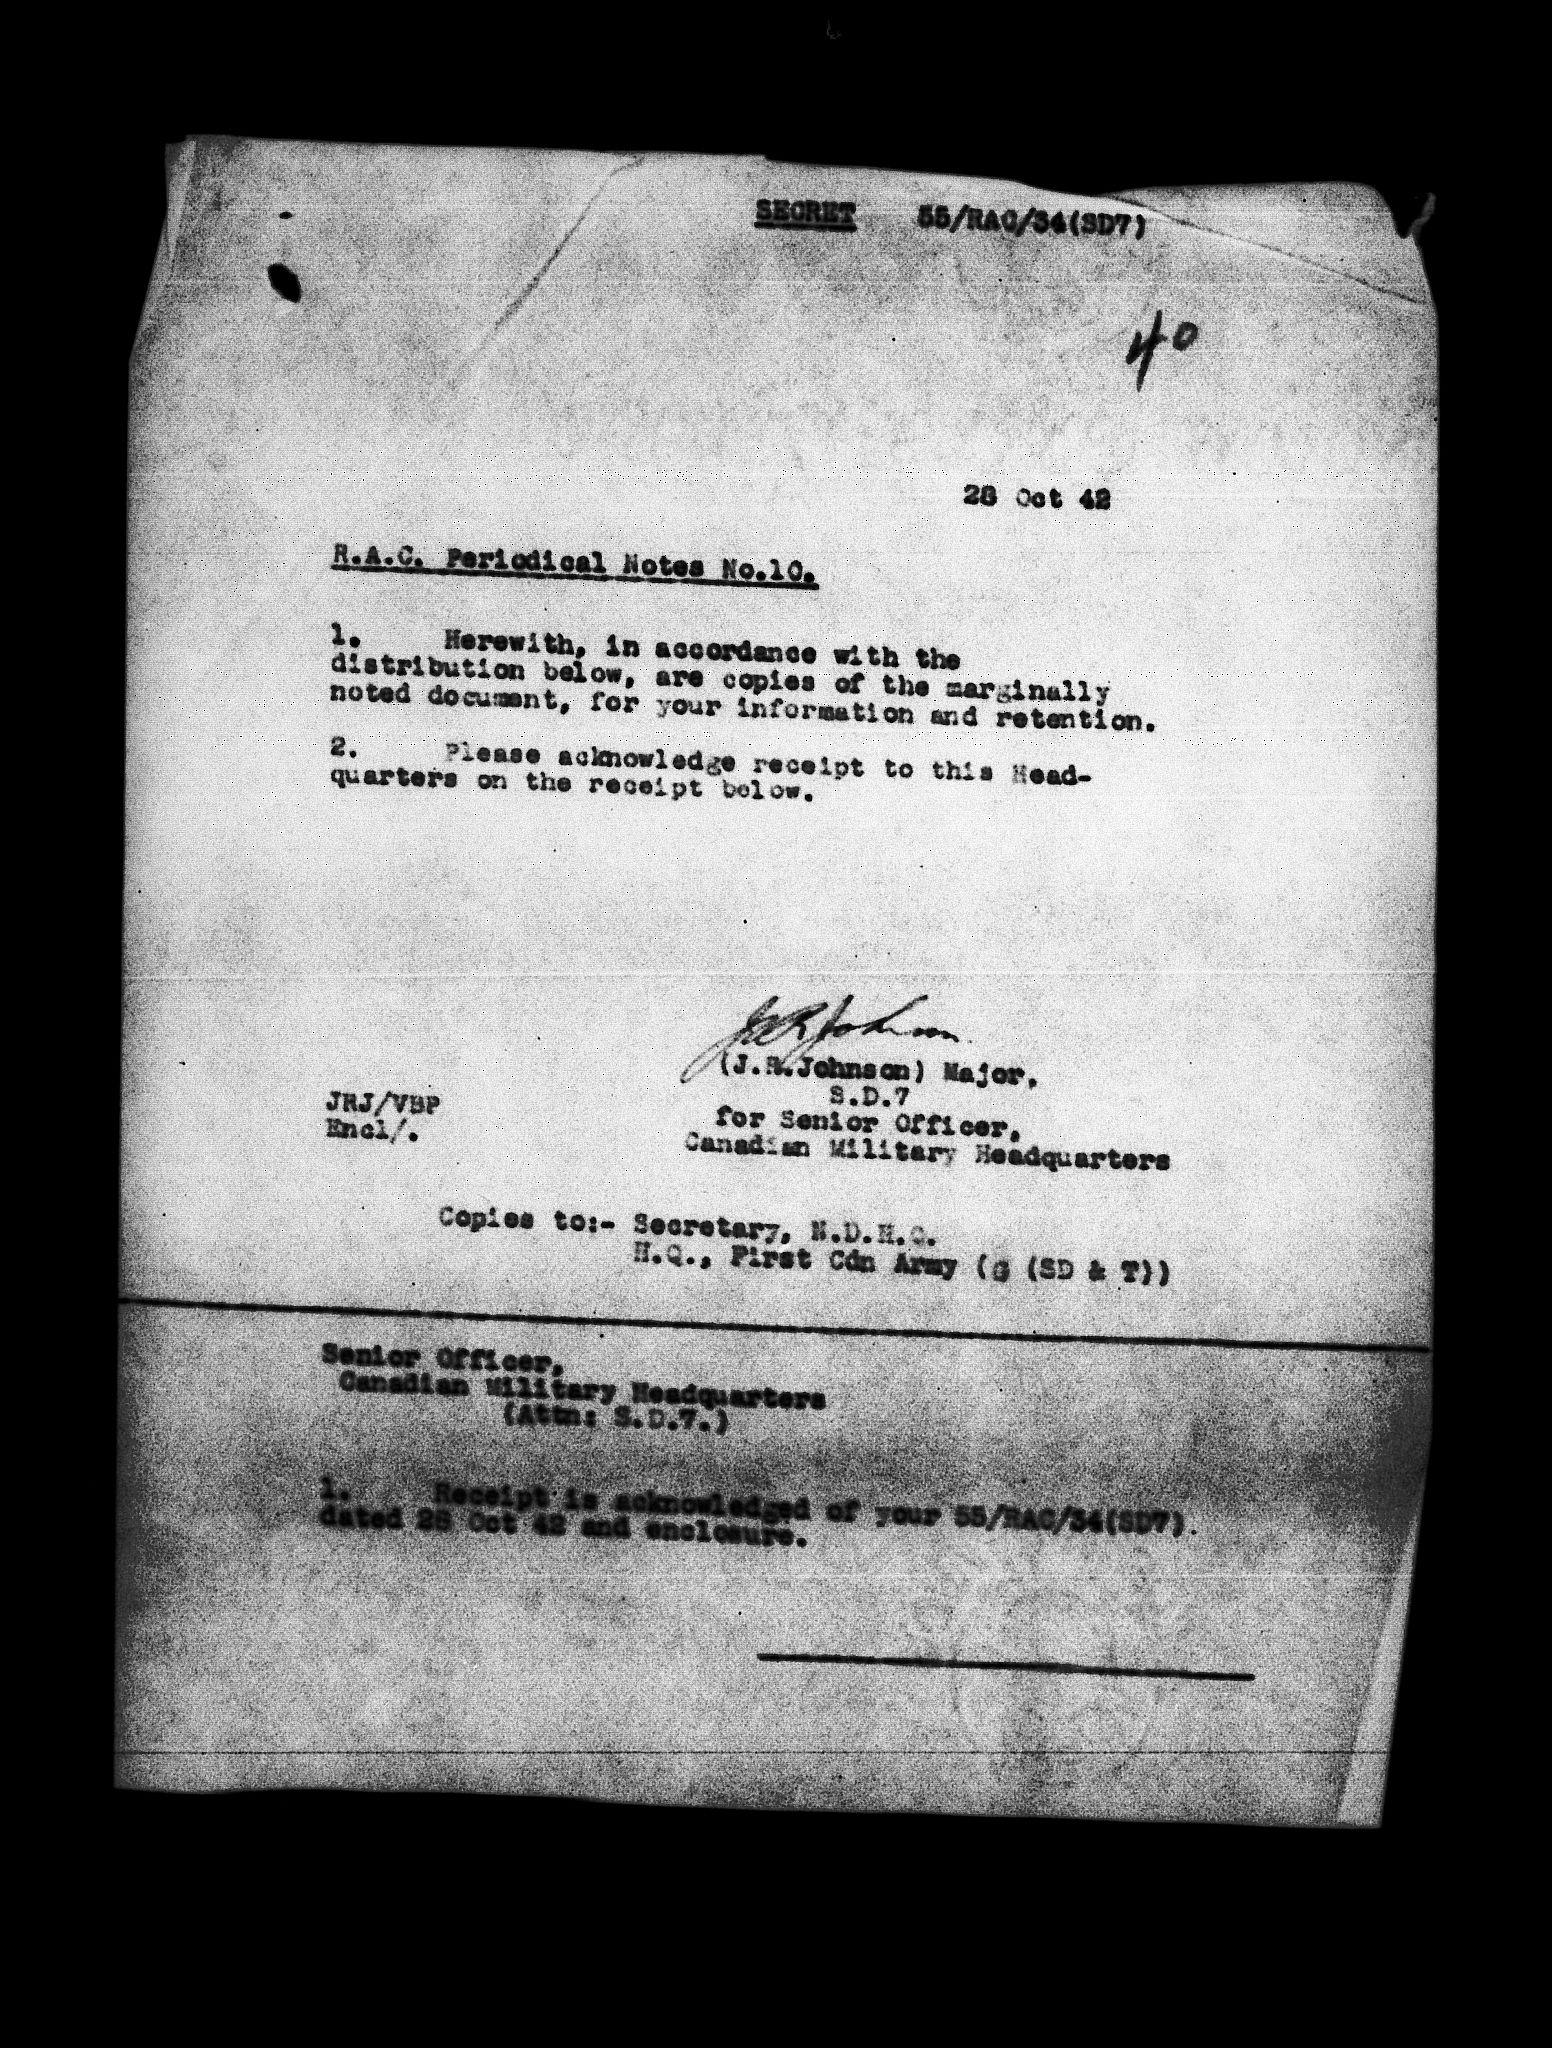 SECRET 55/RAC/34(SD7)
40
28 Oct 42
R.A.C. Periodical Notes No.10.
1. Herewith, in accordance with the
distribution below, are copies of the marginally
noted document, for your information and retention.
2. Please acknowledge receipt to this Head-
quarters on the receipt below.
J R Johnson
(J.R.Johnson) Major,
S.D.7
for Senior Officer,
Canadian Military Headquarters
JRJ/VBP
Encl/.
Copies to:- Secretary, N.D.H.Q.
H.Q., First Cdn Army (G (SD & T))
Senior Officer,
Canadian Military Headquarters
(Attn: S.D.7.)
1. Receipt is acknowledged of your 55/RAC/34(SD7).
dated 28 Oct 42 and enclosure.